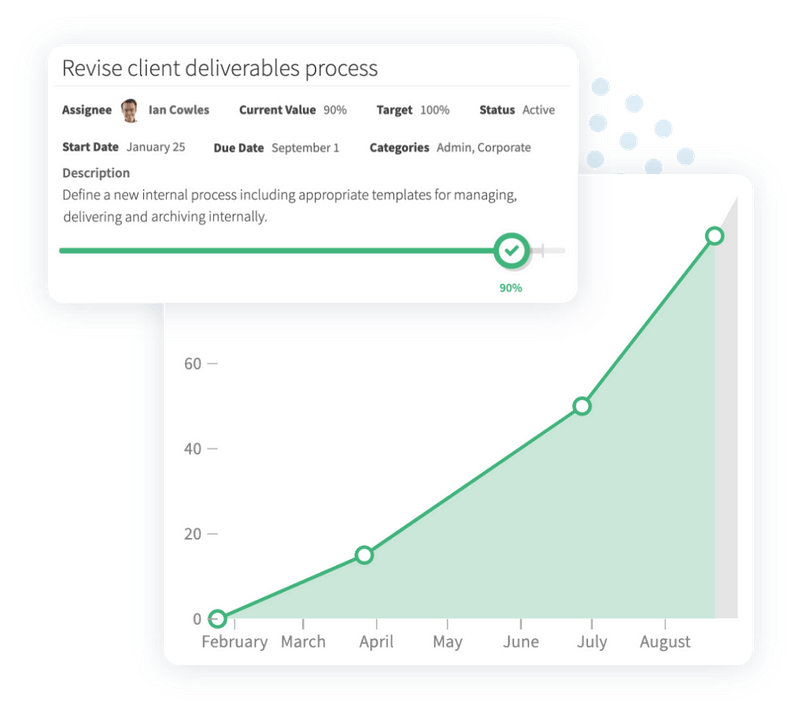 Revise client deliverables process
Assignee Ian Cowles Current Value 90% Target 100% Status Active
Start Date January 25 Due Date September 1 Categories Admin, Corporate
Description
Define a new internal process including appropriate templates for managing,
delivering and archiving internally.
90%
60
40
20
0
February March April May June July August